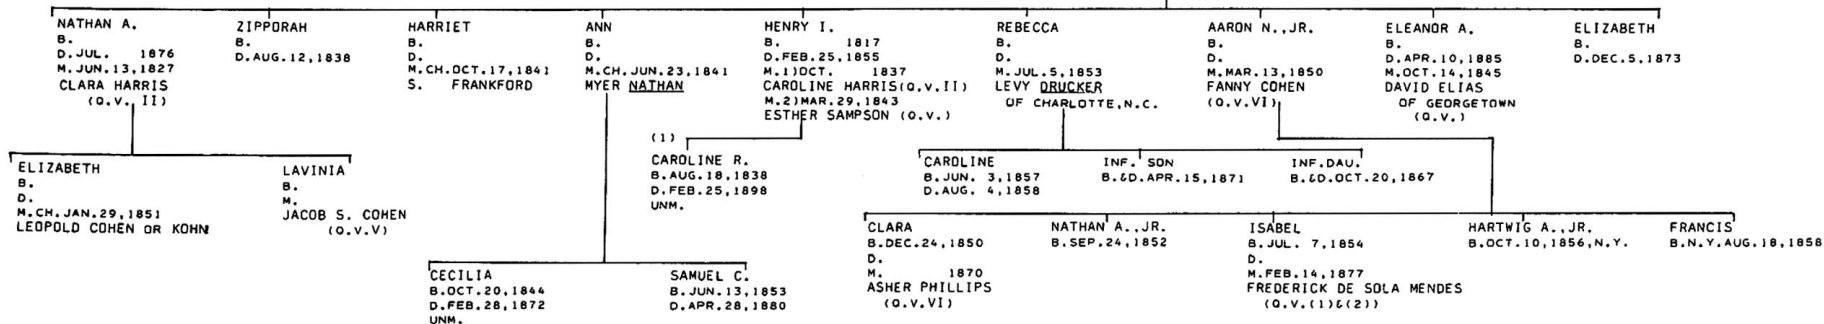 NATHAN A.
B.
D.JUL. 1876
M.JUN.13,1827
CLARA HARRIS
(Q.V. II)
ZIPPORAH
B.
D.AUG.12,1838
HARRIET
B.
D.
M.CH.OCT.17,1841
S. FRANKFORD
ANN
B.
D.
M.CH.JUN.23,1841
MYER NATHAN
HENRY I.
B. 1817
D.FEB.25,1855
M.1)OCT. 1837
CAROLINE HARRIS(Q.V.II)
M.2)MAR.29,1843
ESTHER SAMPSON (Q.V.)
REBECCA
B.
D.
M.JUL.5,1853
LEVY DRUCKER
OF CHARLOTTE,N.C.
AARON N.,JR.
B.
D.
M.MAR.13,1850
FANNY COHEN
(Q.V.VI)
ELEANOR A.
B.
D.APR.10,1885
M.OCT.14,1845
DAVID ELIAS
OF GEORGETOWN
(Q.V.)
ELIZABETH
B.
D.DEC.5,1873
ELIZABETH
B.
D.
M.CH.JAN.29,1851
LEOPOLD COHEN OR KOHN
LAVINIA
B.
M.
JACOB S. COHEN
(Q.V.V)
(1)
CAROLINE R.
B.AUG.18,1838
D.FEB.25,1898
UNM.
CAROLINE
B.JUN. 3,1857
D.AUG. 4,1858
INF. SON
B.&D.APR.15,1871
INF.DAU.
B.&D.OCT.20,1867
CECILIA
B.OCT.20,1844
D.FEB.28,1872
UNM.
SAMUEL C.
B.JUN.13,1853
D.APR.28,1880
CLARA
B.DEC.24,1850
D.
M. 1870
ASHER PHILLIPS
(Q.V.VI)
NATHAN A.,JR.
B.SEP.24,1852
ISABEL
B.JUL. 7,1854
D.
M.FEB.14,1877
FREDERICK DE SOLA MENDES
(Q.V.(1)&(2))
HARTWIG A.,JR.
B.OCT.10,1856,N.Y.
FRANCIS
B.N.Y.AUG.18,1858